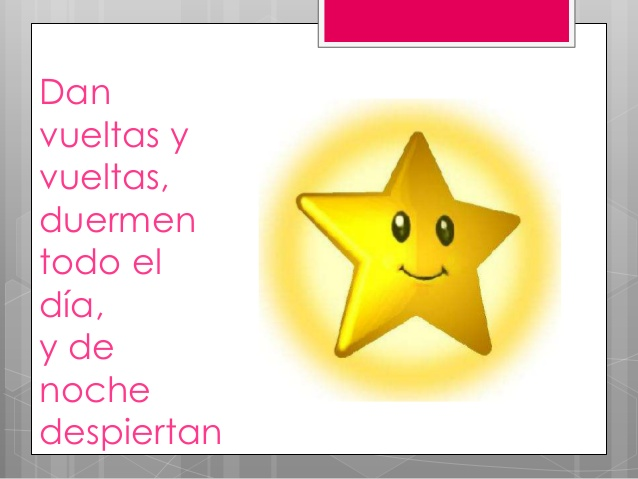 Dan
vueltas y
vueltas,
duermen
todo el
día,
y de
noche
despiertan